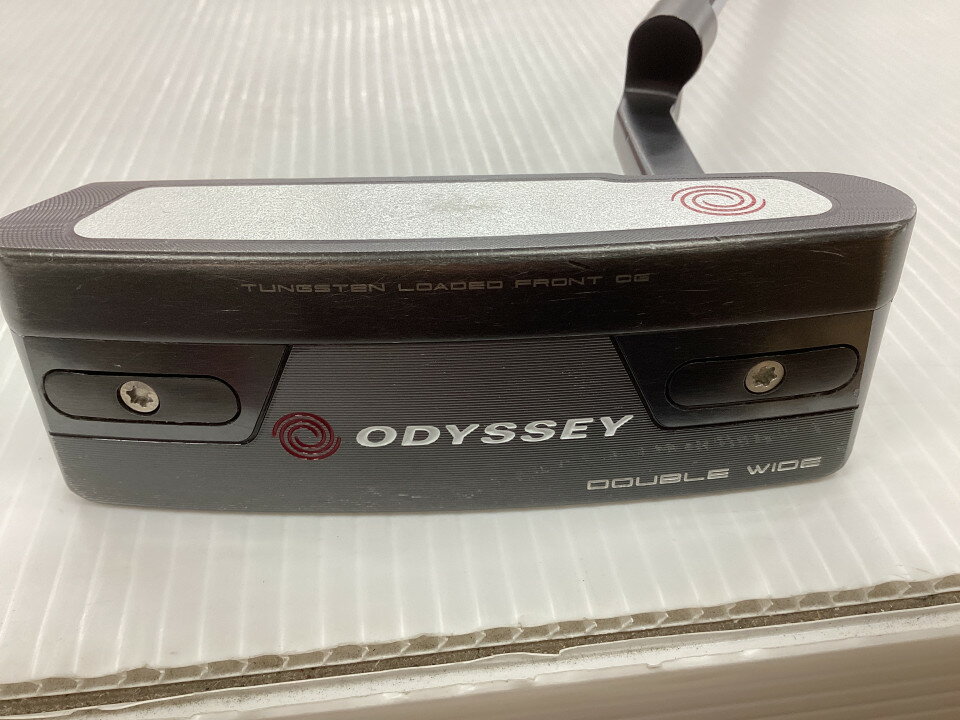 TUNGSTEN LOADED FRONT CG
ODYSSEY
DOUBLE WIDE